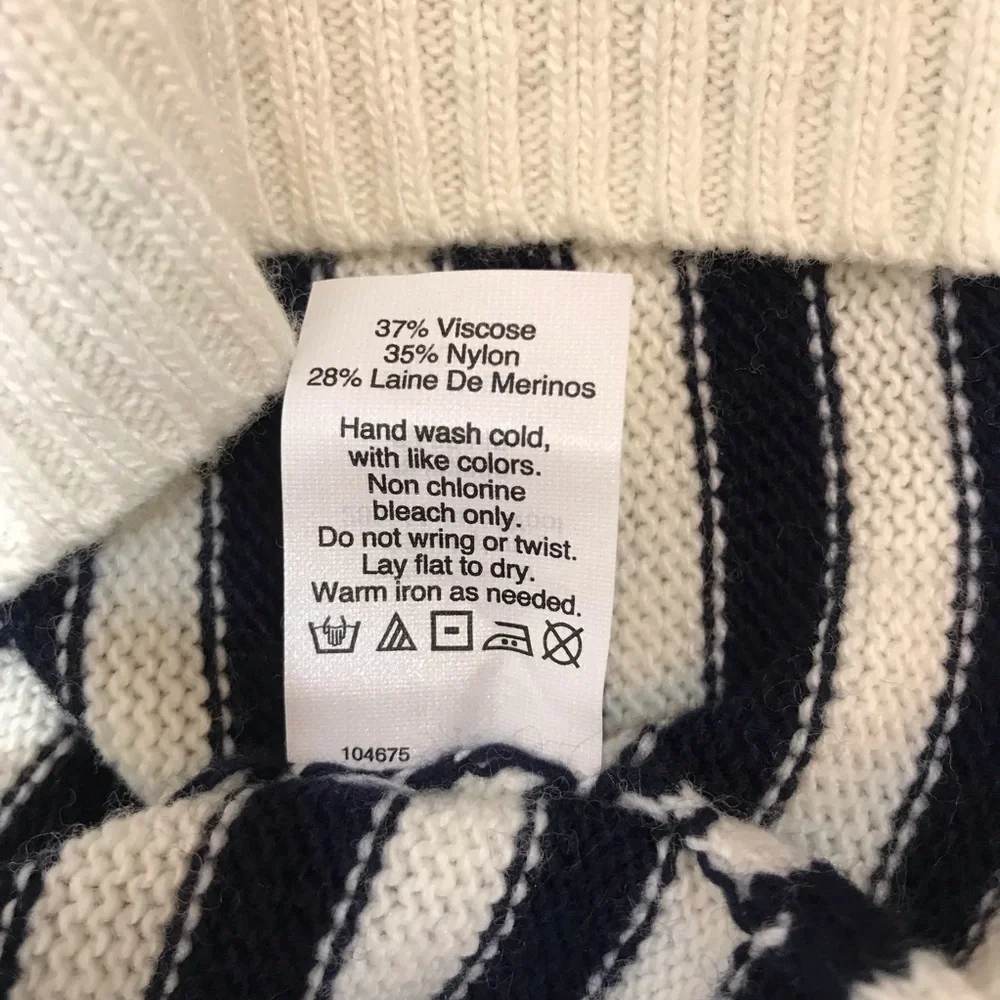 37% Viscose
35% Nylon
28% Laine De Merinos
Hand wash cold,
with like colors.
Non chlorine
bleach only.
Do not wring or twist.
Lay flat to dry.
Warm iron as needed.
104675